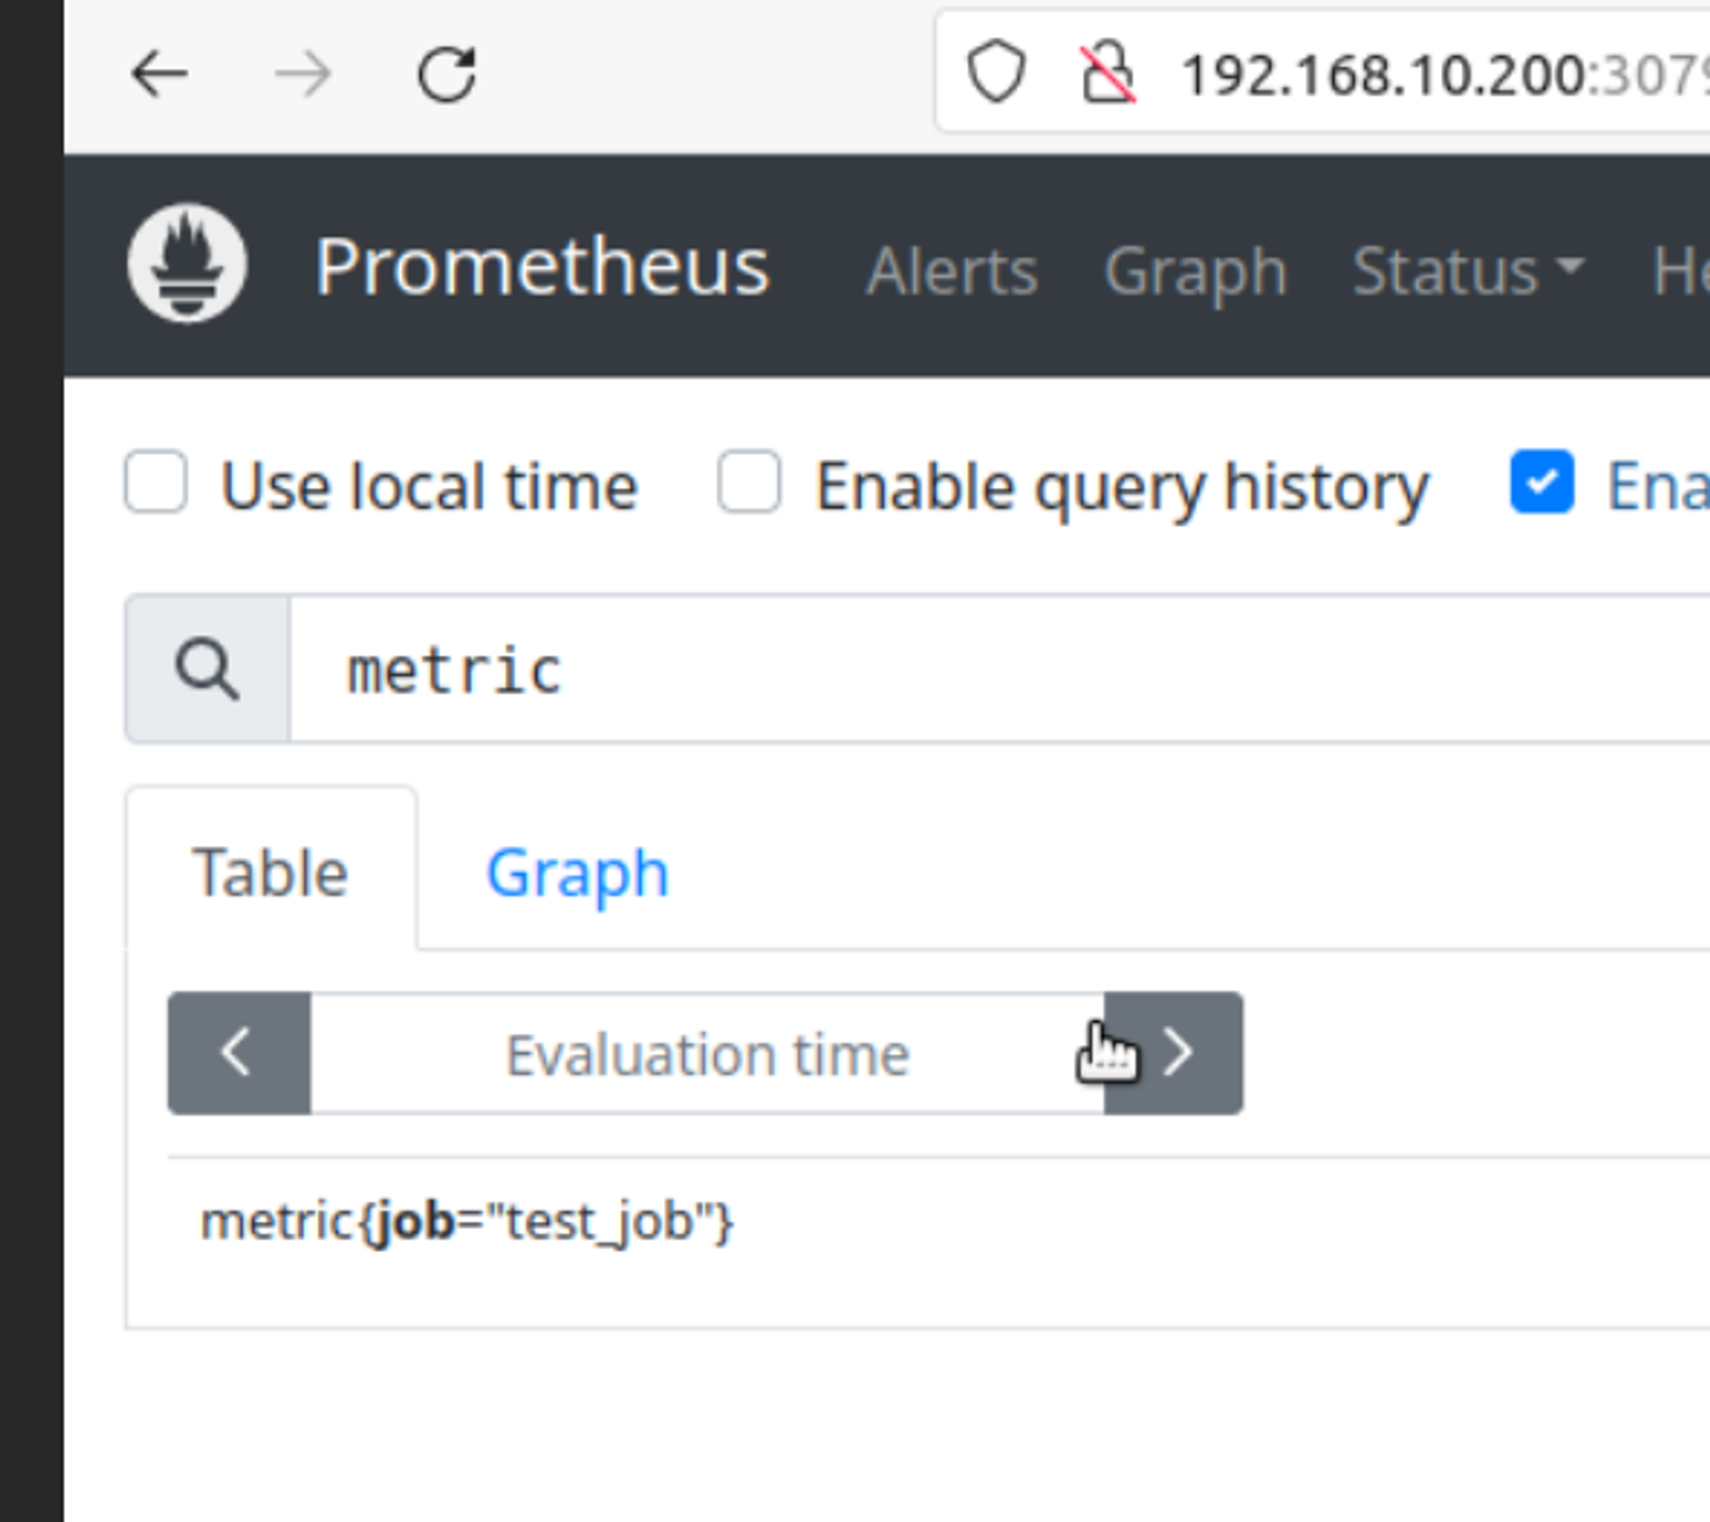 192.168.10.200:3079
Prometheus Alerts Graph Status
Use local time Enable query history
metric
Table Graph
Evaluation time
metric{job="test_job"}